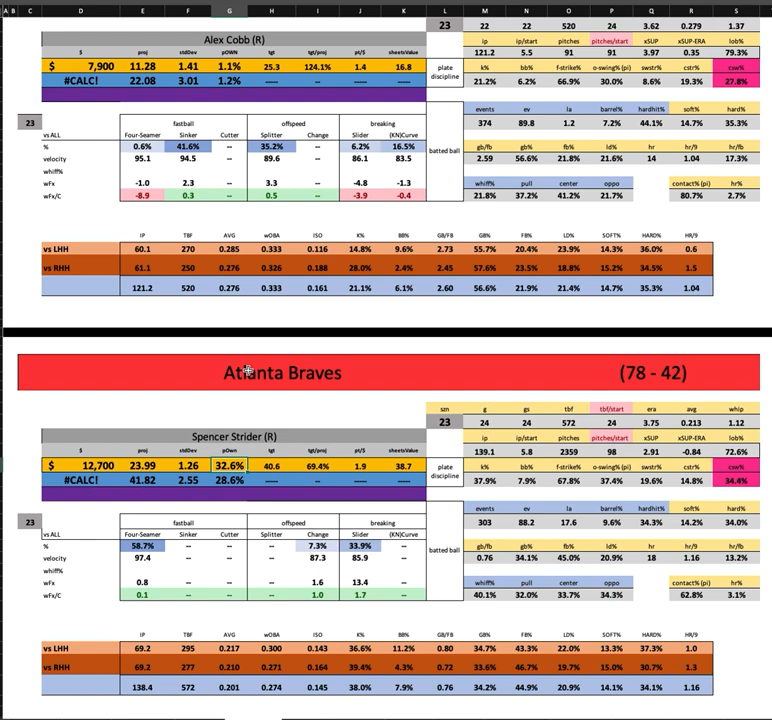 A B C D E F G H I J K L M N O P Q R S
23 22 22 520 24 3.62 0.279 1.37
Alex Cobb (R) ip ip/start pitches pitches/start xSUP xSUP-ERA lob%
$ proj stdDev pOWN tgt tgt/proj pt/$ sheetsValue 121.2 5.5 91 91 3.97 0.35 79.3%
$ 7,900 11.28 1.41 1.1% 25.3 124.1% 1.4 16.8 plate discipline k% bb% f-strike% o-swing% (pi) swstr% cstr% csw%
#CALC! 22.08 3.01 1.2% ---- --- --- ---- 21.2% 6.2% 66.9% 30.0% 8.6% 19.3% 27.8%
events ev la barrel% hardhit% soft% hard%
23 fastball offspeed breaking 374 89.8 1.2 7.2% 44.1% 14.7% 35.3%
vs ALL Four-Seamer Sinker Cutter Splitter Change Slider (KN)Curve
% 0.6% 41.6% -- 35.2% -- 6.2% 16.5% batted ball gb/fb gb% fb% ld% hr hr/9 hr/fb
velocity 95.1 94.5 -- 89.6 -- 86.1 83.5 2.59 56.6% 21.8% 21.6% 14 1.04 17.3%
whiff%
wFx -1.0 2.3 -- 3.3 -- -4.8 -1.3 whiff% pull center oppo contact% (pi) hr%
wFx/C -8.9 0.3 -- 0.5 -- -3.9 -0.4 21.8% 37.2% 41.2% 21.7% 80.7% 2.7%
IP TBF AVG wOBA ISO K% BB% GB/FB GB% FB% LD% SOFT% HARD% HR/9
vs LHH 60.1 270 0.285 0.333 0.116 14.8% 9.6% 2.73 55.7% 20.4% 23.9% 14.3% 36.0% 0.6
vs RHH 61.1 250 0.276 0.326 0.188 28.0% 2.4% 2.45 57.6% 23.5% 18.8% 15.2% 34.5% 1.5
121.2 520 0.276 0.333 0.161 21.1% 6.1% 2.60 56.6% 21.9% 21.4% 14.7% 35.3% 1.04
Atlanta Braves (78 - 42)
szn g gs tbf tbf/start era avg whip
23 24 24 572 24 3.75 0.213 1.12
Spencer Strider (R) ip ip/start pitches pitches/start xSUP xSUP-ERA lob%
$ proj stdDev pOwn tgt tgt/proj pt/$ sheetsValue 139.1 5.8 2359 98 2.91 -0.84 72.6%
$ 12,700 23.99 1.26 32.6% 40.6 69.4% 1.9 38.7 plate discipline k% bb% f-strike% o-swing% (pi) swstr% cstr% csw%
#CALC! 41.82 2.55 28.6% ---- --- --- ---- 37.9% 7.9% 67.8% 37.4% 19.6% 14.8% 34.4%
events ev la barrel% hardhit% soft% hard%
23 fastball offspeed breaking 303 88.2 17.6 9.6% 34.3% 14.2% 34.0%
vs ALL Four-Seamer Sinker Cutter Splitter Change Slider (KN)Curve
% 58.7% -- -- -- 7.3% 33.9% -- batted ball gb/fb gb% fb% ld% hr hr/9 hr/fb
velocity 97.4 -- -- -- 87.3 85.9 -- 0.76 34.1% 45.0% 20.9% 18 1.16 13.2%
whiff%
wFx 0.8 -- -- -- 1.6 13.4 -- whiff% pull center oppo contact% (pi) hr%
wFx/C 0.1 -- -- -- 1.0 1.7 -- 40.1% 32.0% 33.7% 34.3% 62.8% 3.1%
IP TBF AVG wOBA ISO K% BB% GB/FB GB% FB% LD% SOFT% HARD% HR/9
vs LHH 69.2 295 0.217 0.300 0.143 36.6% 11.2% 0.80 34.7% 43.3% 22.0% 13.3% 37.3% 1.0
vs RHH 69.2 277 0.210 0.271 0.164 39.4% 4.3% 0.72 33.6% 46.7% 19.7% 15.0% 30.7% 1.3
138.4 572 0.201 0.274 0.145 38.0% 7.9% 0.76 34.2% 44.9% 20.9% 14.1% 34.1% 1.16